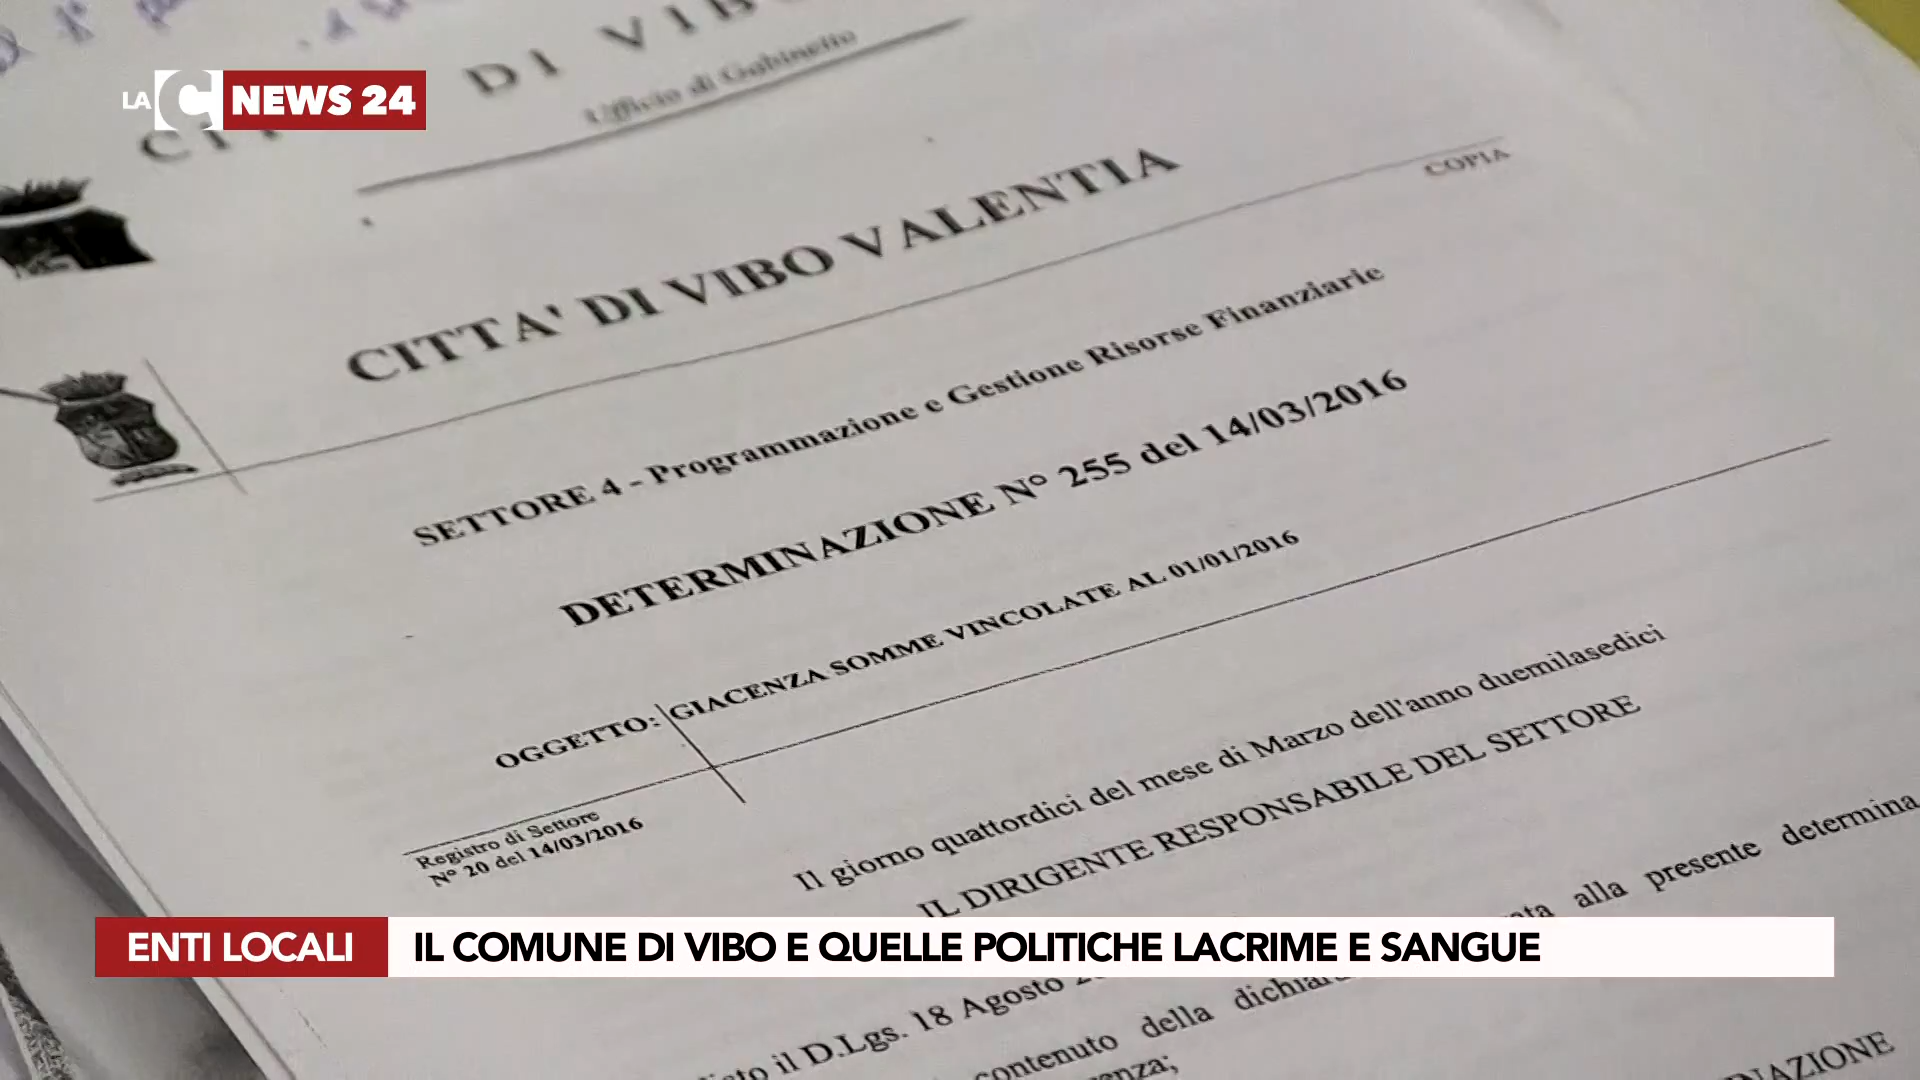 DI VIBO
Ufficio di Gabinetto
LA C NEWS 24
CITTA' DI VIBO VALENTIA
COPIA
SETTORE 4 - Programmazione e Gestione Risorse Finanziarie
DETERMINAZIONE N° 255 del 14/03/2016
OGGETTO: GIACENZA SOMME VINCOLATE AL 01/01/2016
Registro di Settore
N° 20 del 14/03/2016
Il giorno quattordici del mese di Marzo dell'anno duemilasedici
IL DIRIGENTE RESPONSABILE DEL SETTORE
alla presente determina
ENTI LOCALI IL COMUNE DI VIBO E QUELLE POLITICHE LACRIME E SANGUE
il D.Lgs. 18 Agosto
contenuto della